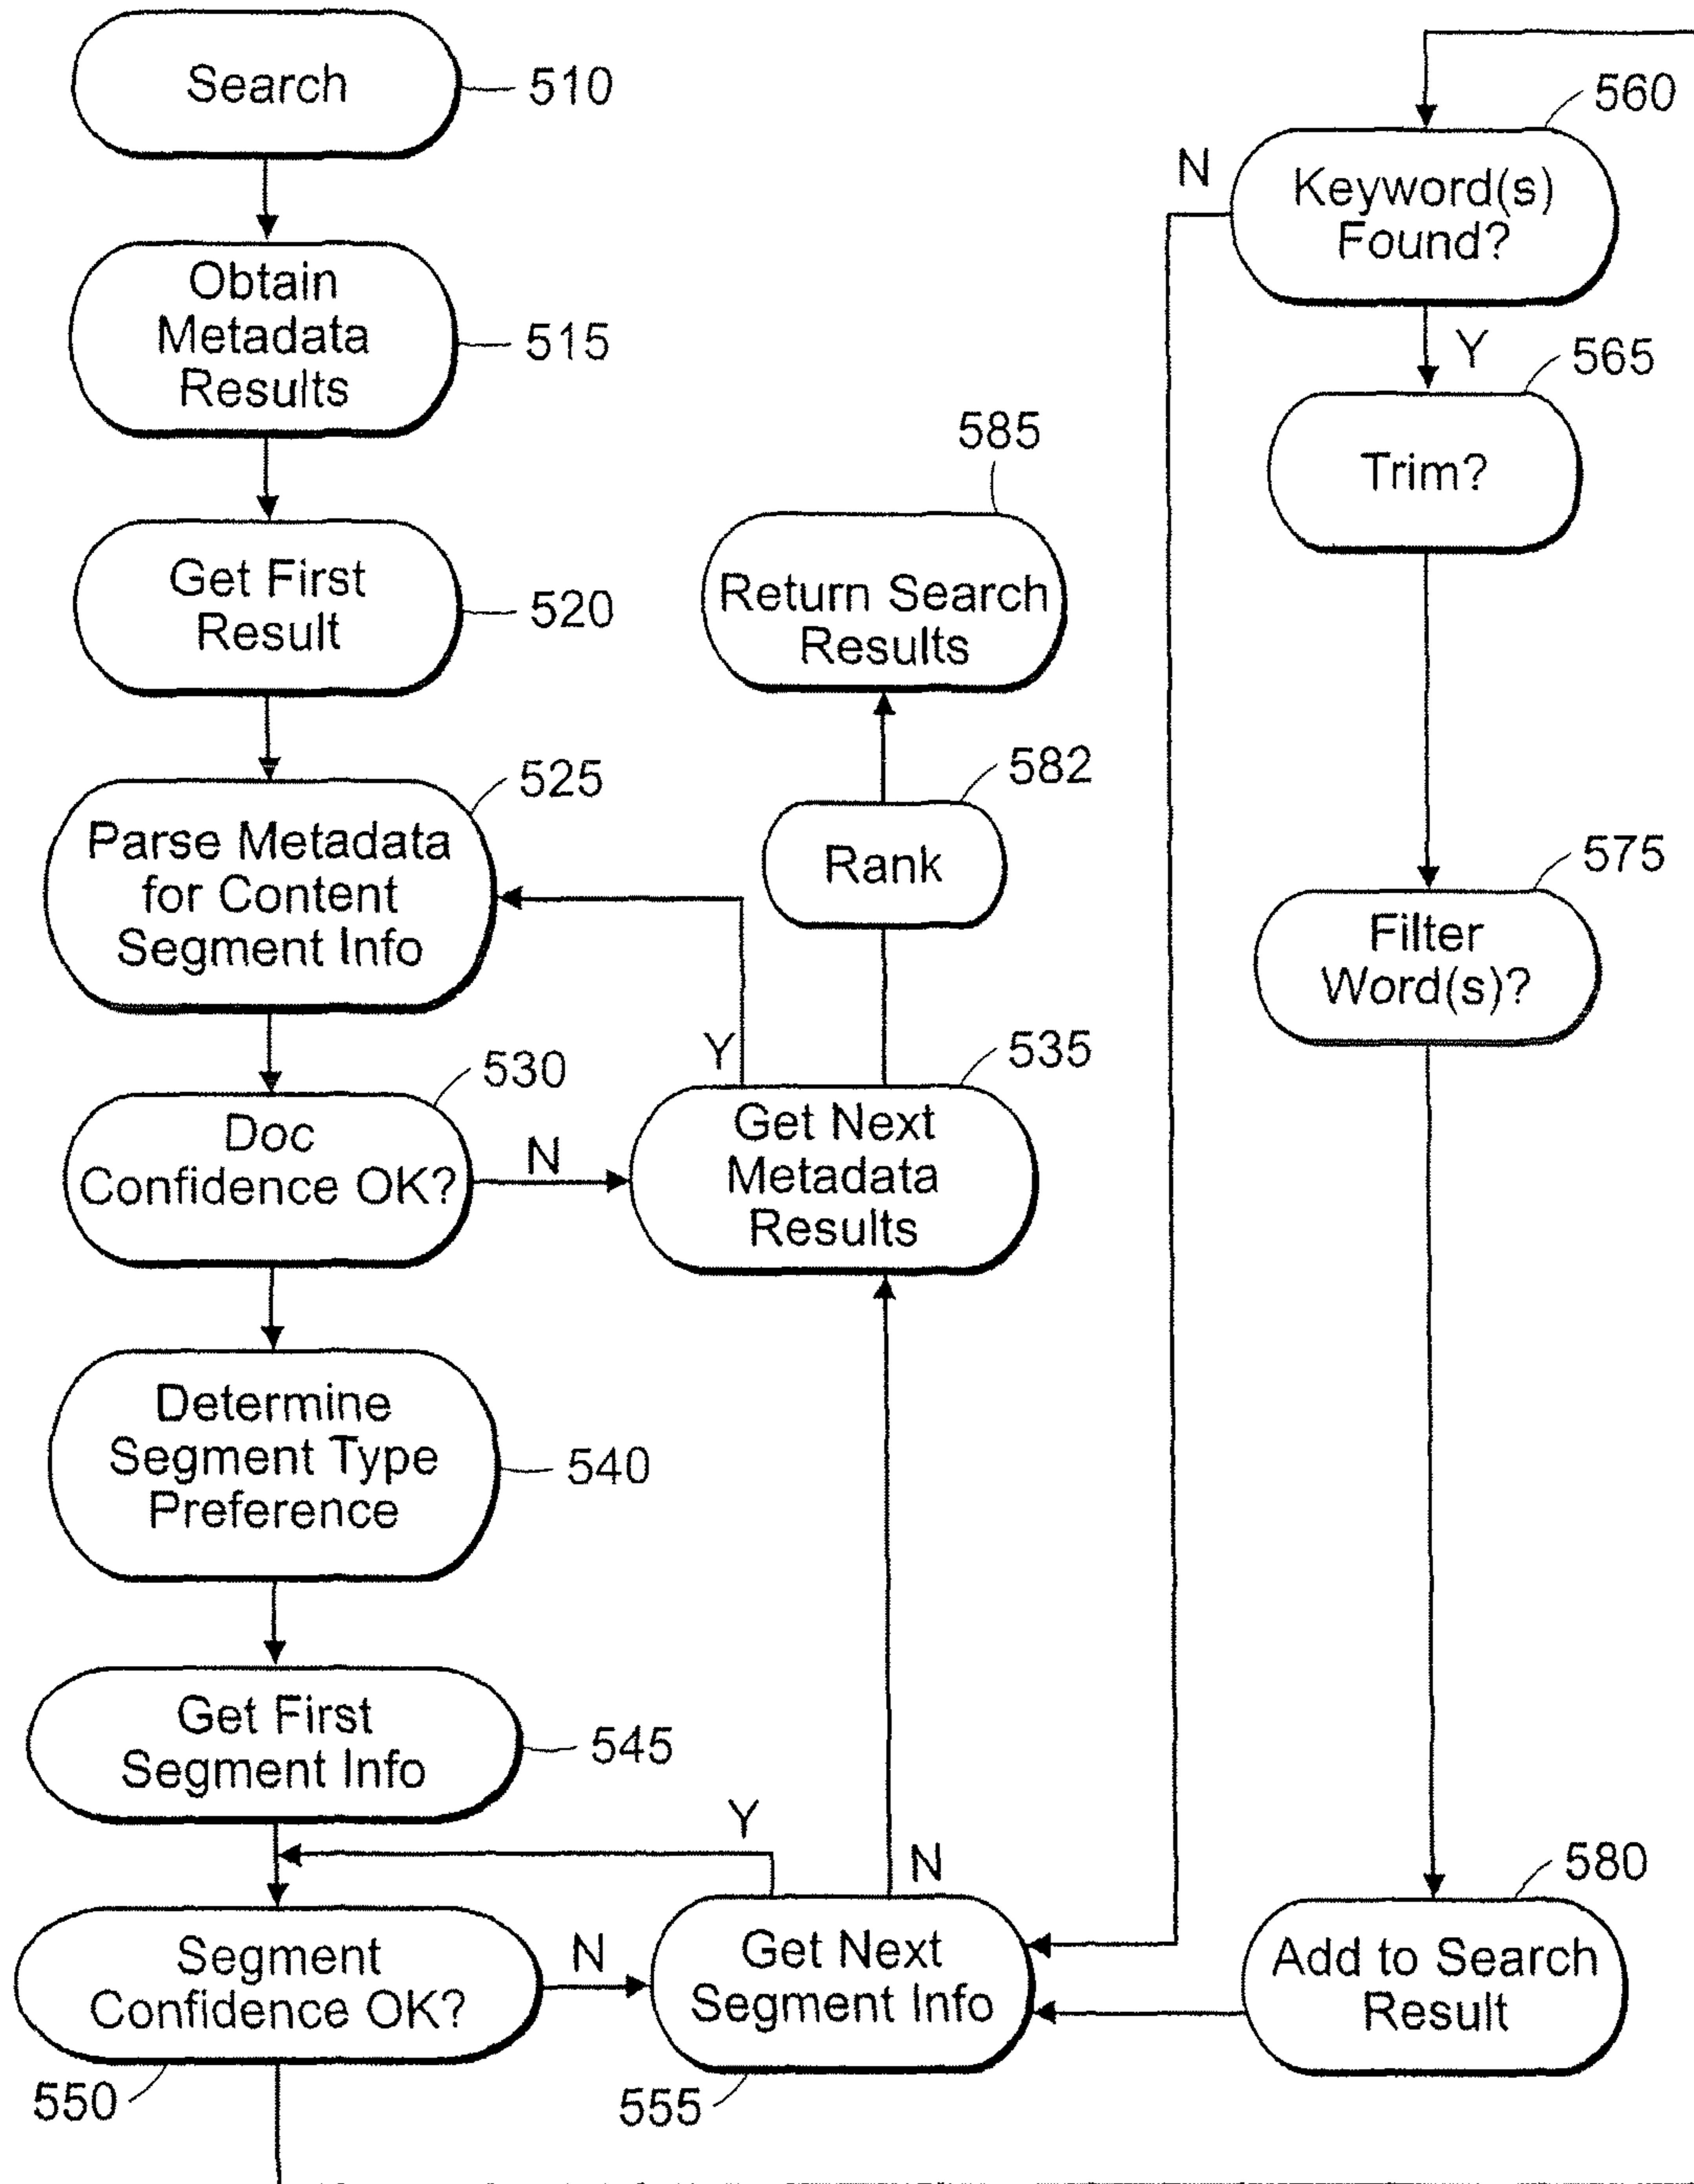 Search
510
Obtain
Metadata
Results
515
Get First
Result
520
Parse Metadata
for Content
Segment Info
525
Doc
Confidence OK?
530
N
Determine
Segment Type
Preference
540
Get First
Segment Info
545
Segment
Confidence OK?
550
N
Return Search
Results
585
Rank
582
Y
Get Next
Metadata
Results
535
Y
N
Get Next
Segment Info
555
Keyword(s)
Found?
560
N
Y
Trim?
565
Filter
Word(s)?
575
Add to Search
Result
580